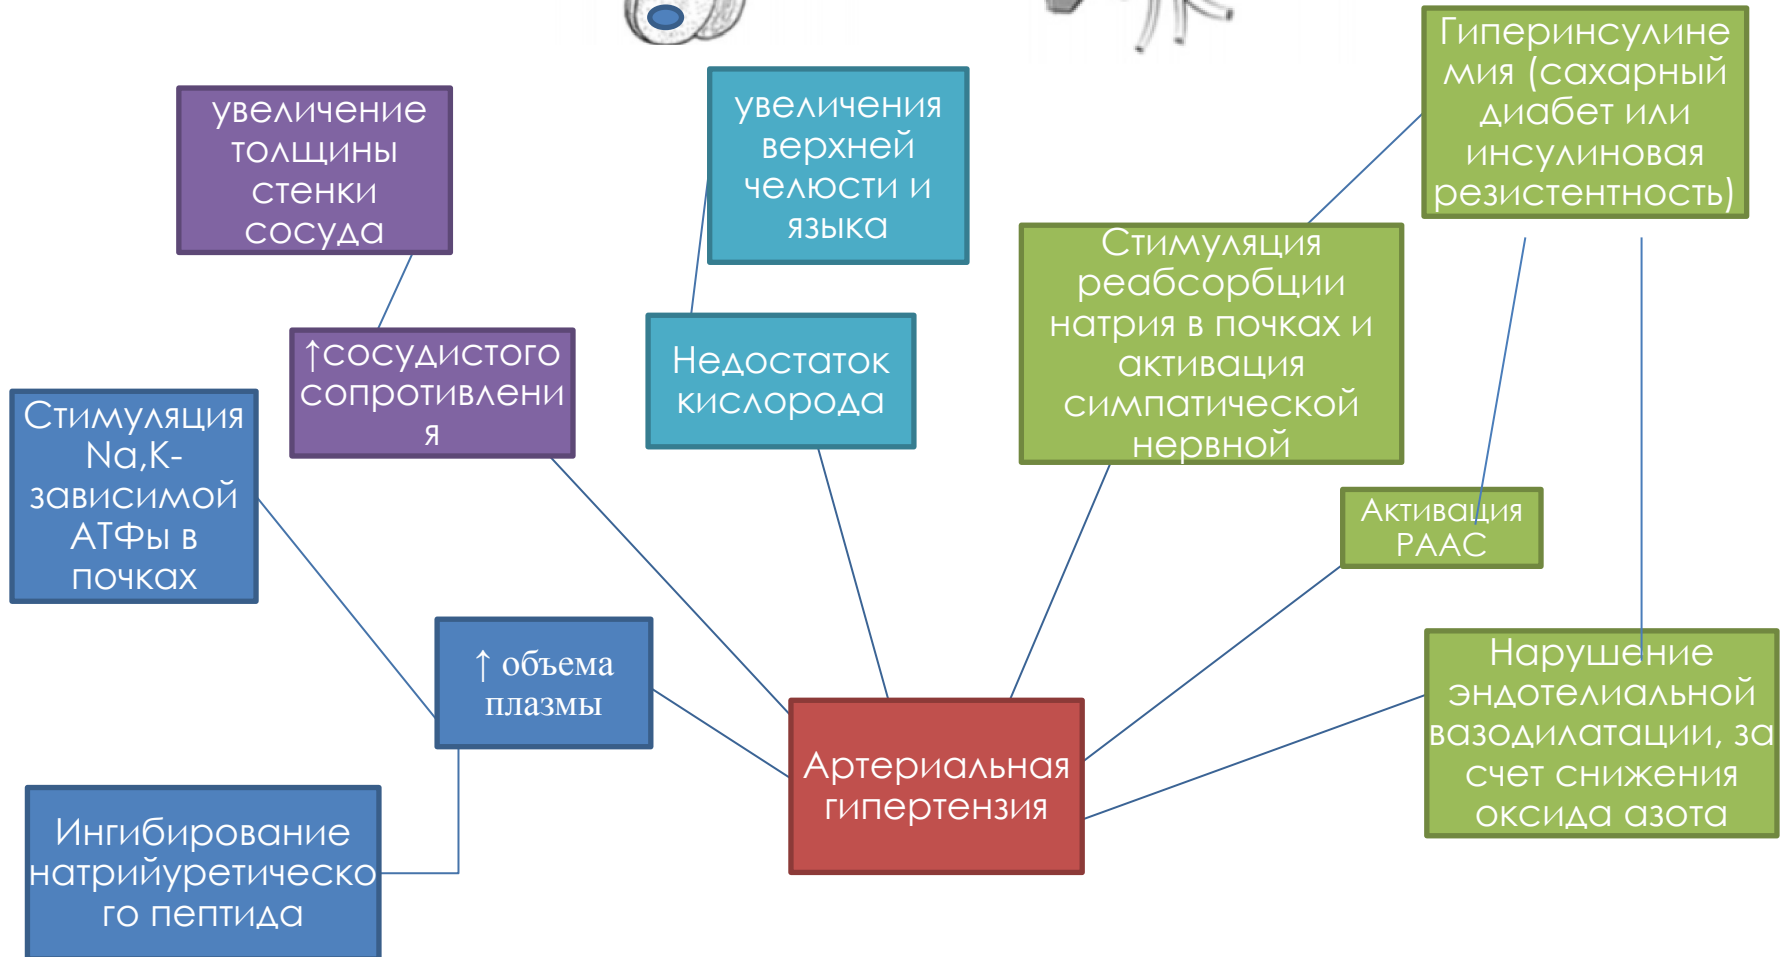 Гиперинсулине
мия (сахарный
диабет или
инсулиновая
резистентность)
увеличение
толщины
стенки
сосуда
увеличения
верхней
челюсти и
языка
Стимуляция
реабсорбции
натрия в почках и
активация
симпатической
нервной
↑сосудистого
сопротивлени
я
Недостаток
кислорода
Стимуляция
Na,K-
зависимой
АТФы в
почках
Активация
РААС
↑ объема
плазмы
Нарушение
эндотелиальной
вазодилатации, за
счет снижения
оксида азота
Артериальная
гипертензия
Ингибирование
натрийуретическо
го пептида